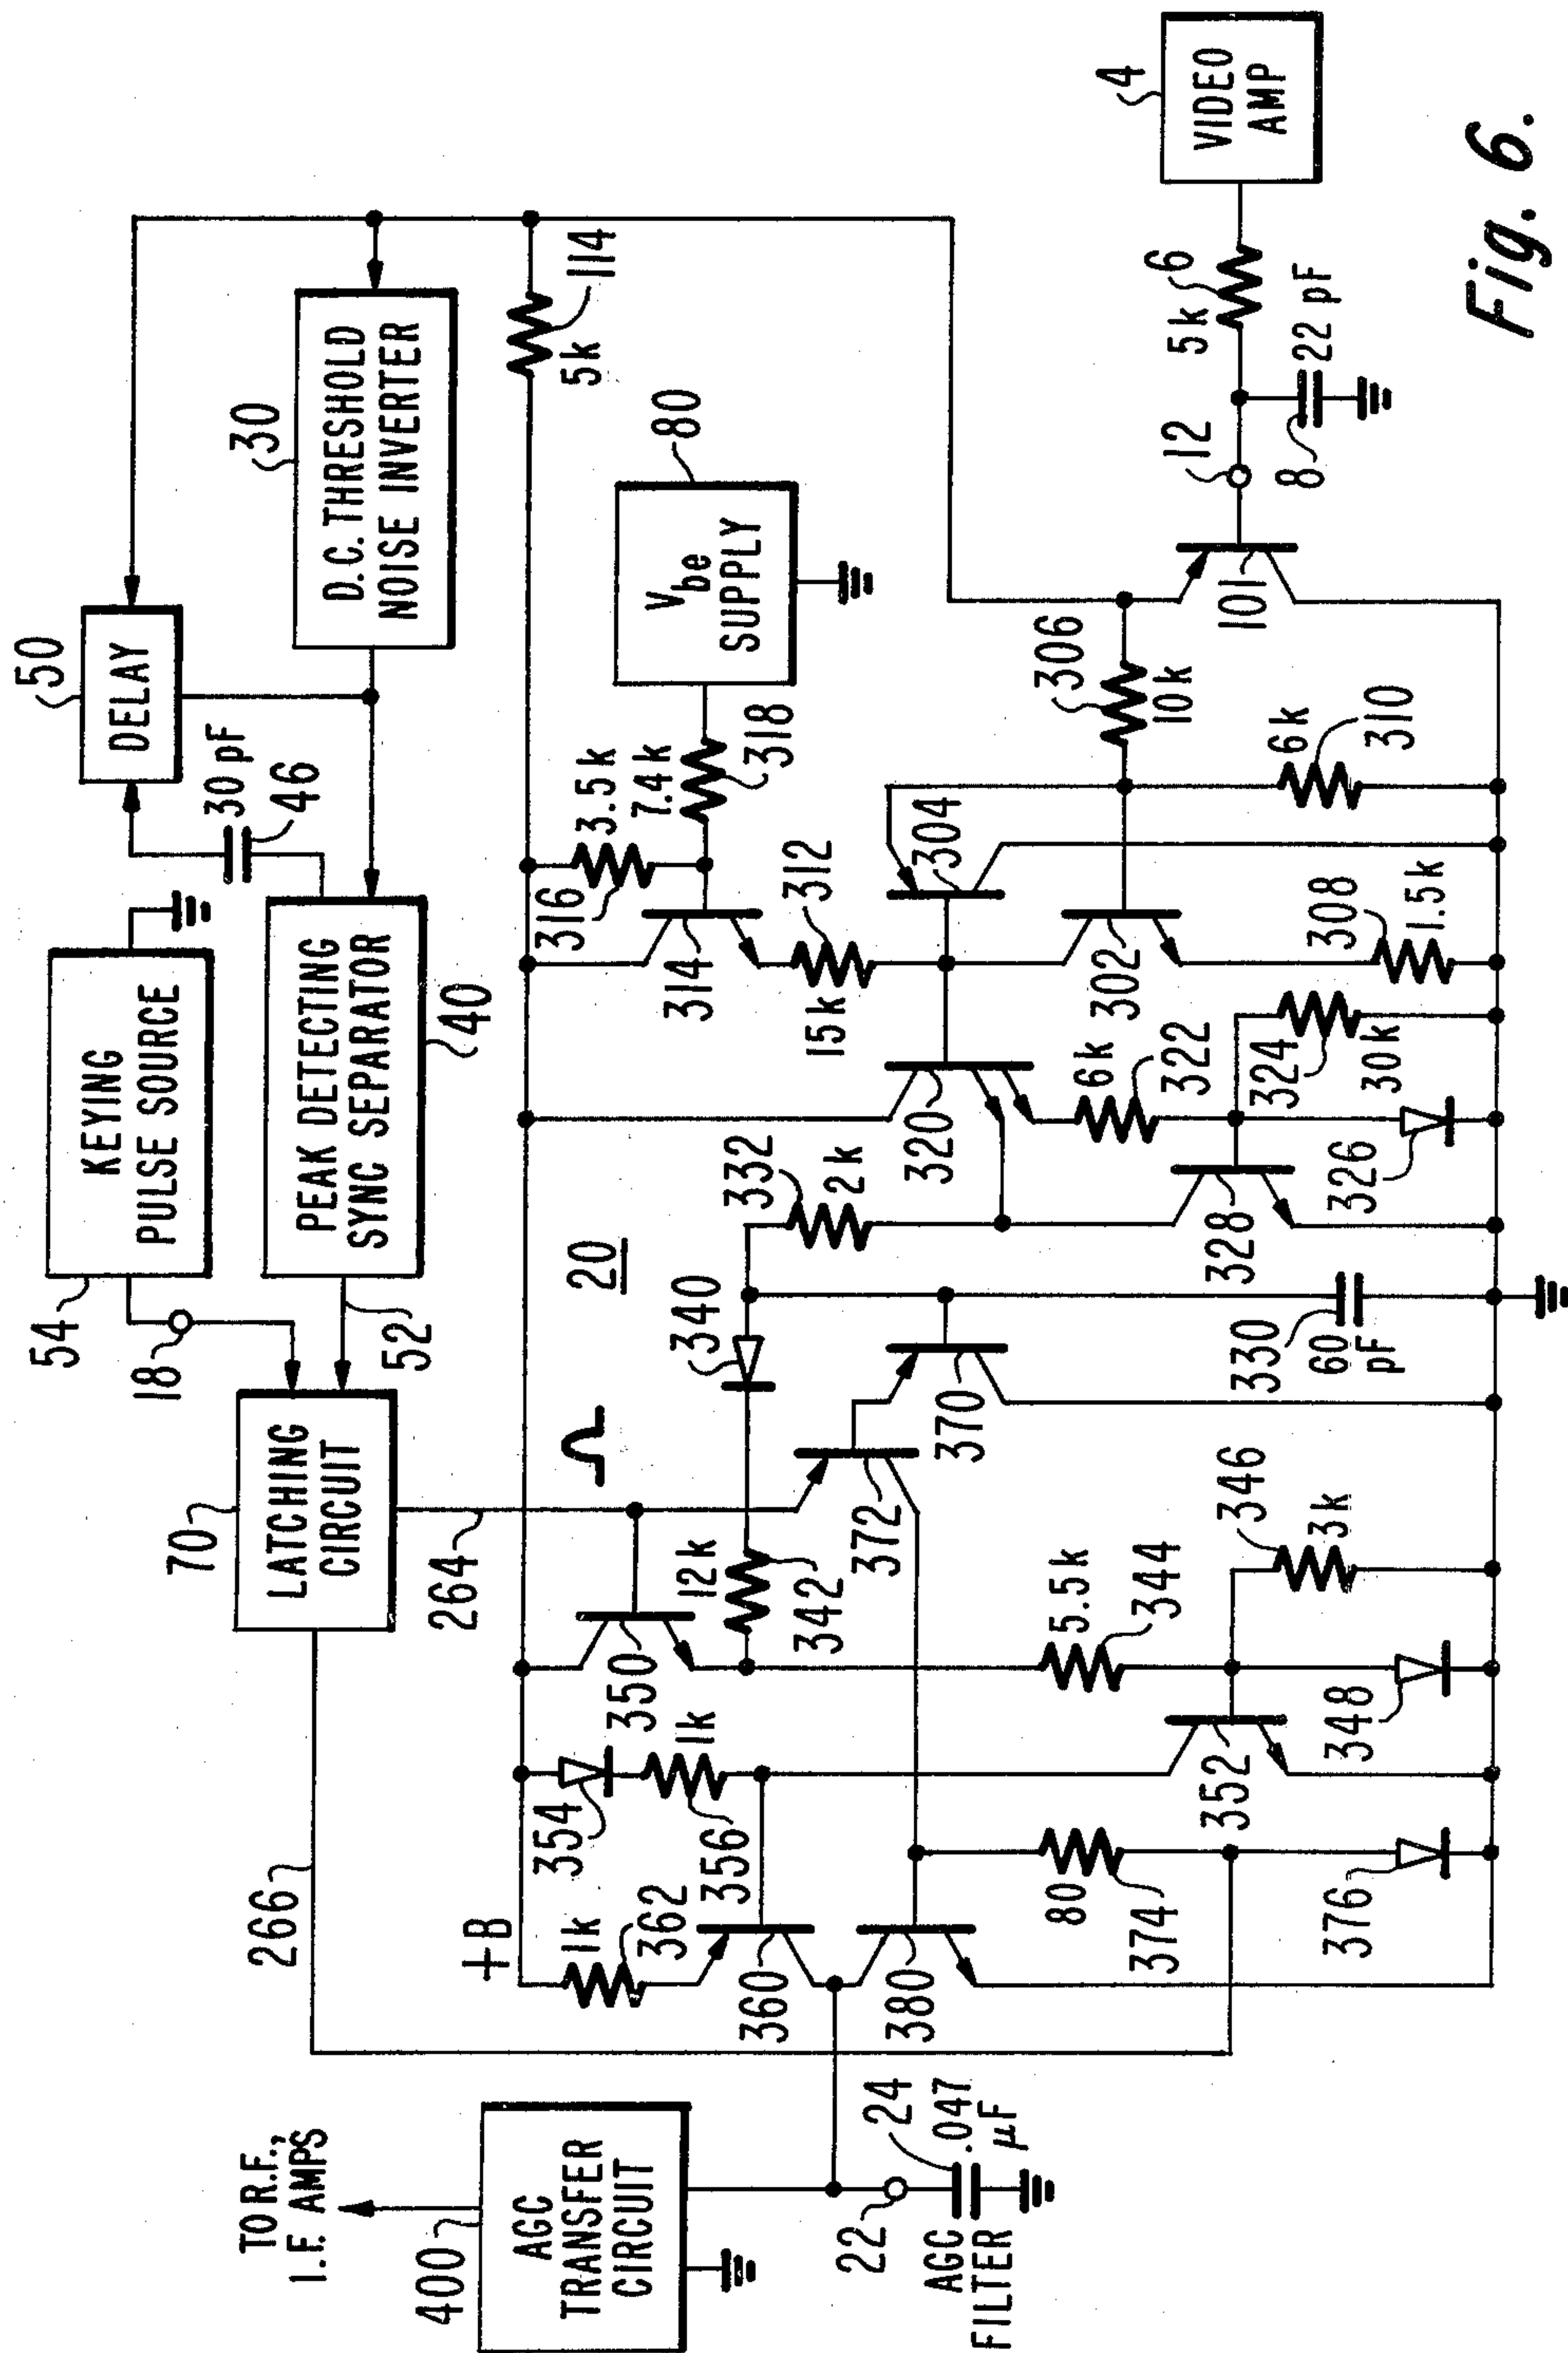 TO R.F.,
I.F. AMPS
400
AGC
TRANSFER
CIRCUIT
22
24
.047
µF
AGC
FILTER
266
+B
1k
362
360
380
354
1k
356
80
374
376
352
348
350
12k
342
5.5k
344
346
3k
70
LATCHING
CIRCUIT
264
372
370
340
20
54
KEYING
PULSE SOURCE
18
52
PEAK DETECTING
SYNC SEPARATOR
40
30 pF
46
50
DELAY
30
D.C. THRESHOLD
NOISE INVERTER
332
2k
330
60
pF
328
326
320
6k
322
324
30k
314
15k
312
316
3.5k
7.4k
318
Vbe
SUPPLY
80
5k
114
304
302
308
1.5k
306
10k
6k
310
101
12
8
22 pF
5k
6
4
VIDEO
AMP
Fig. 6.